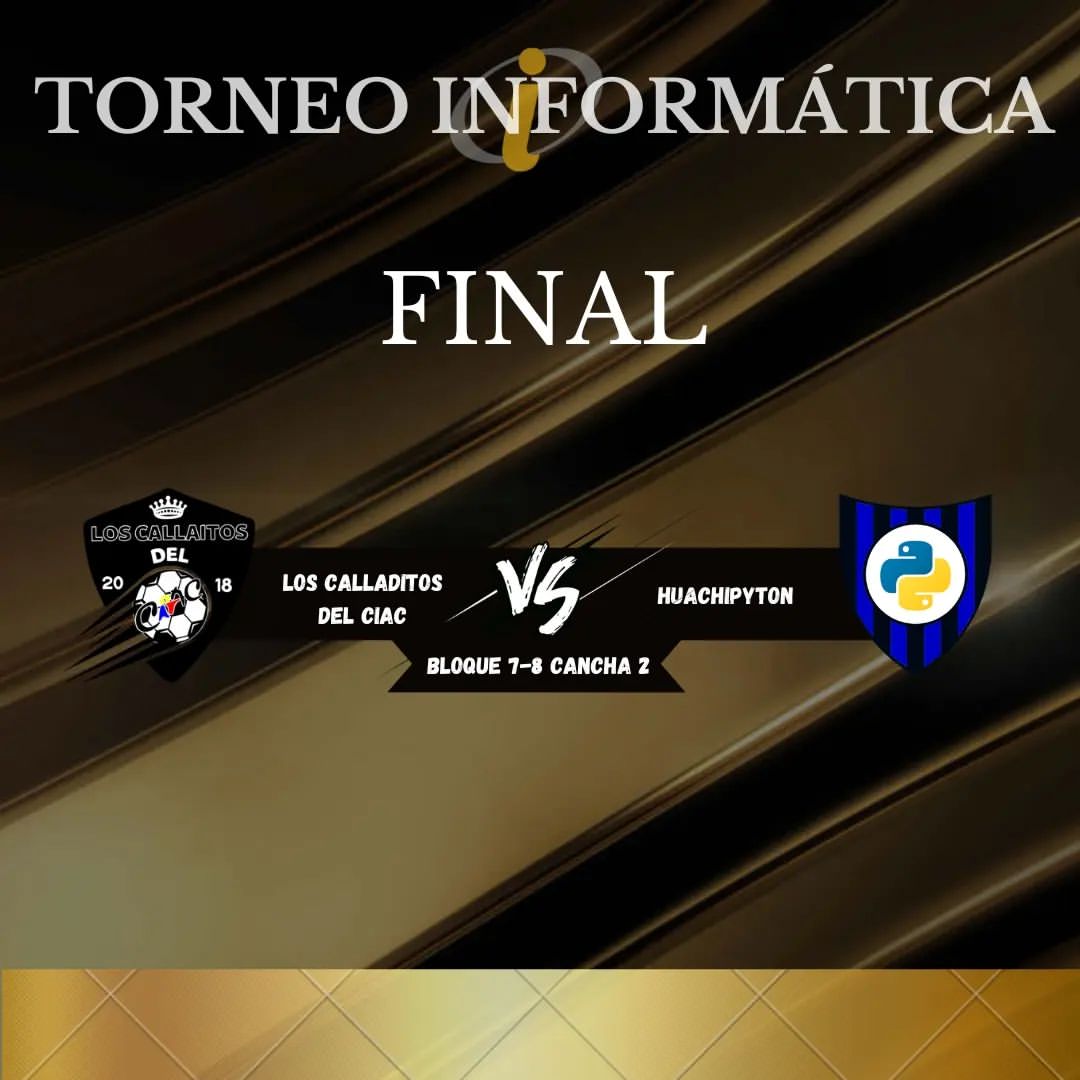 TORNEO INFORMÁTICA
FINAL
LOS CALLAITOS
DEL
20 18
CIAC
LOS CALLADITOS
DEL CIAC
VS
HUACHIPYTON
BLOQUE 7-8 CANCHA 2